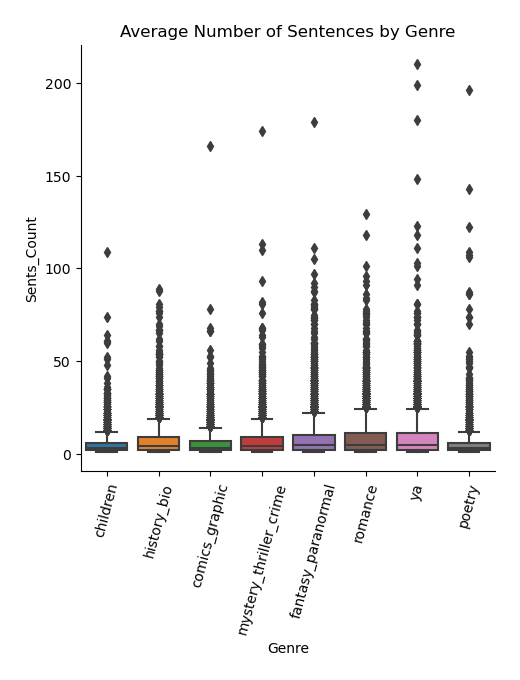 Average Number of Sentences by Genre
200
150
100
50
0
Sents_Count
children
history_bio
comics_graphic
mystery_thriller_crime
fantasy_paranormal
romance
ya
poetry
Genre